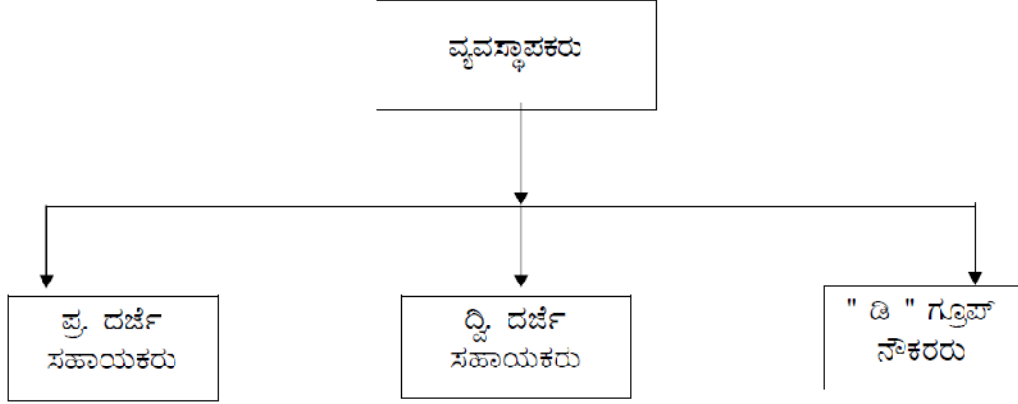 ವ್ಯವಸ್ಥಾಪಕರು
ಪ್ರ. ದರ್ಜೆ
ಸಹಾಯಕರು
ದ್ವಿ. ದರ್ಜೆ
ಸಹಾಯಕರು
" ಡಿ " ಗ್ರೂಪ್
ನೌಕರರು